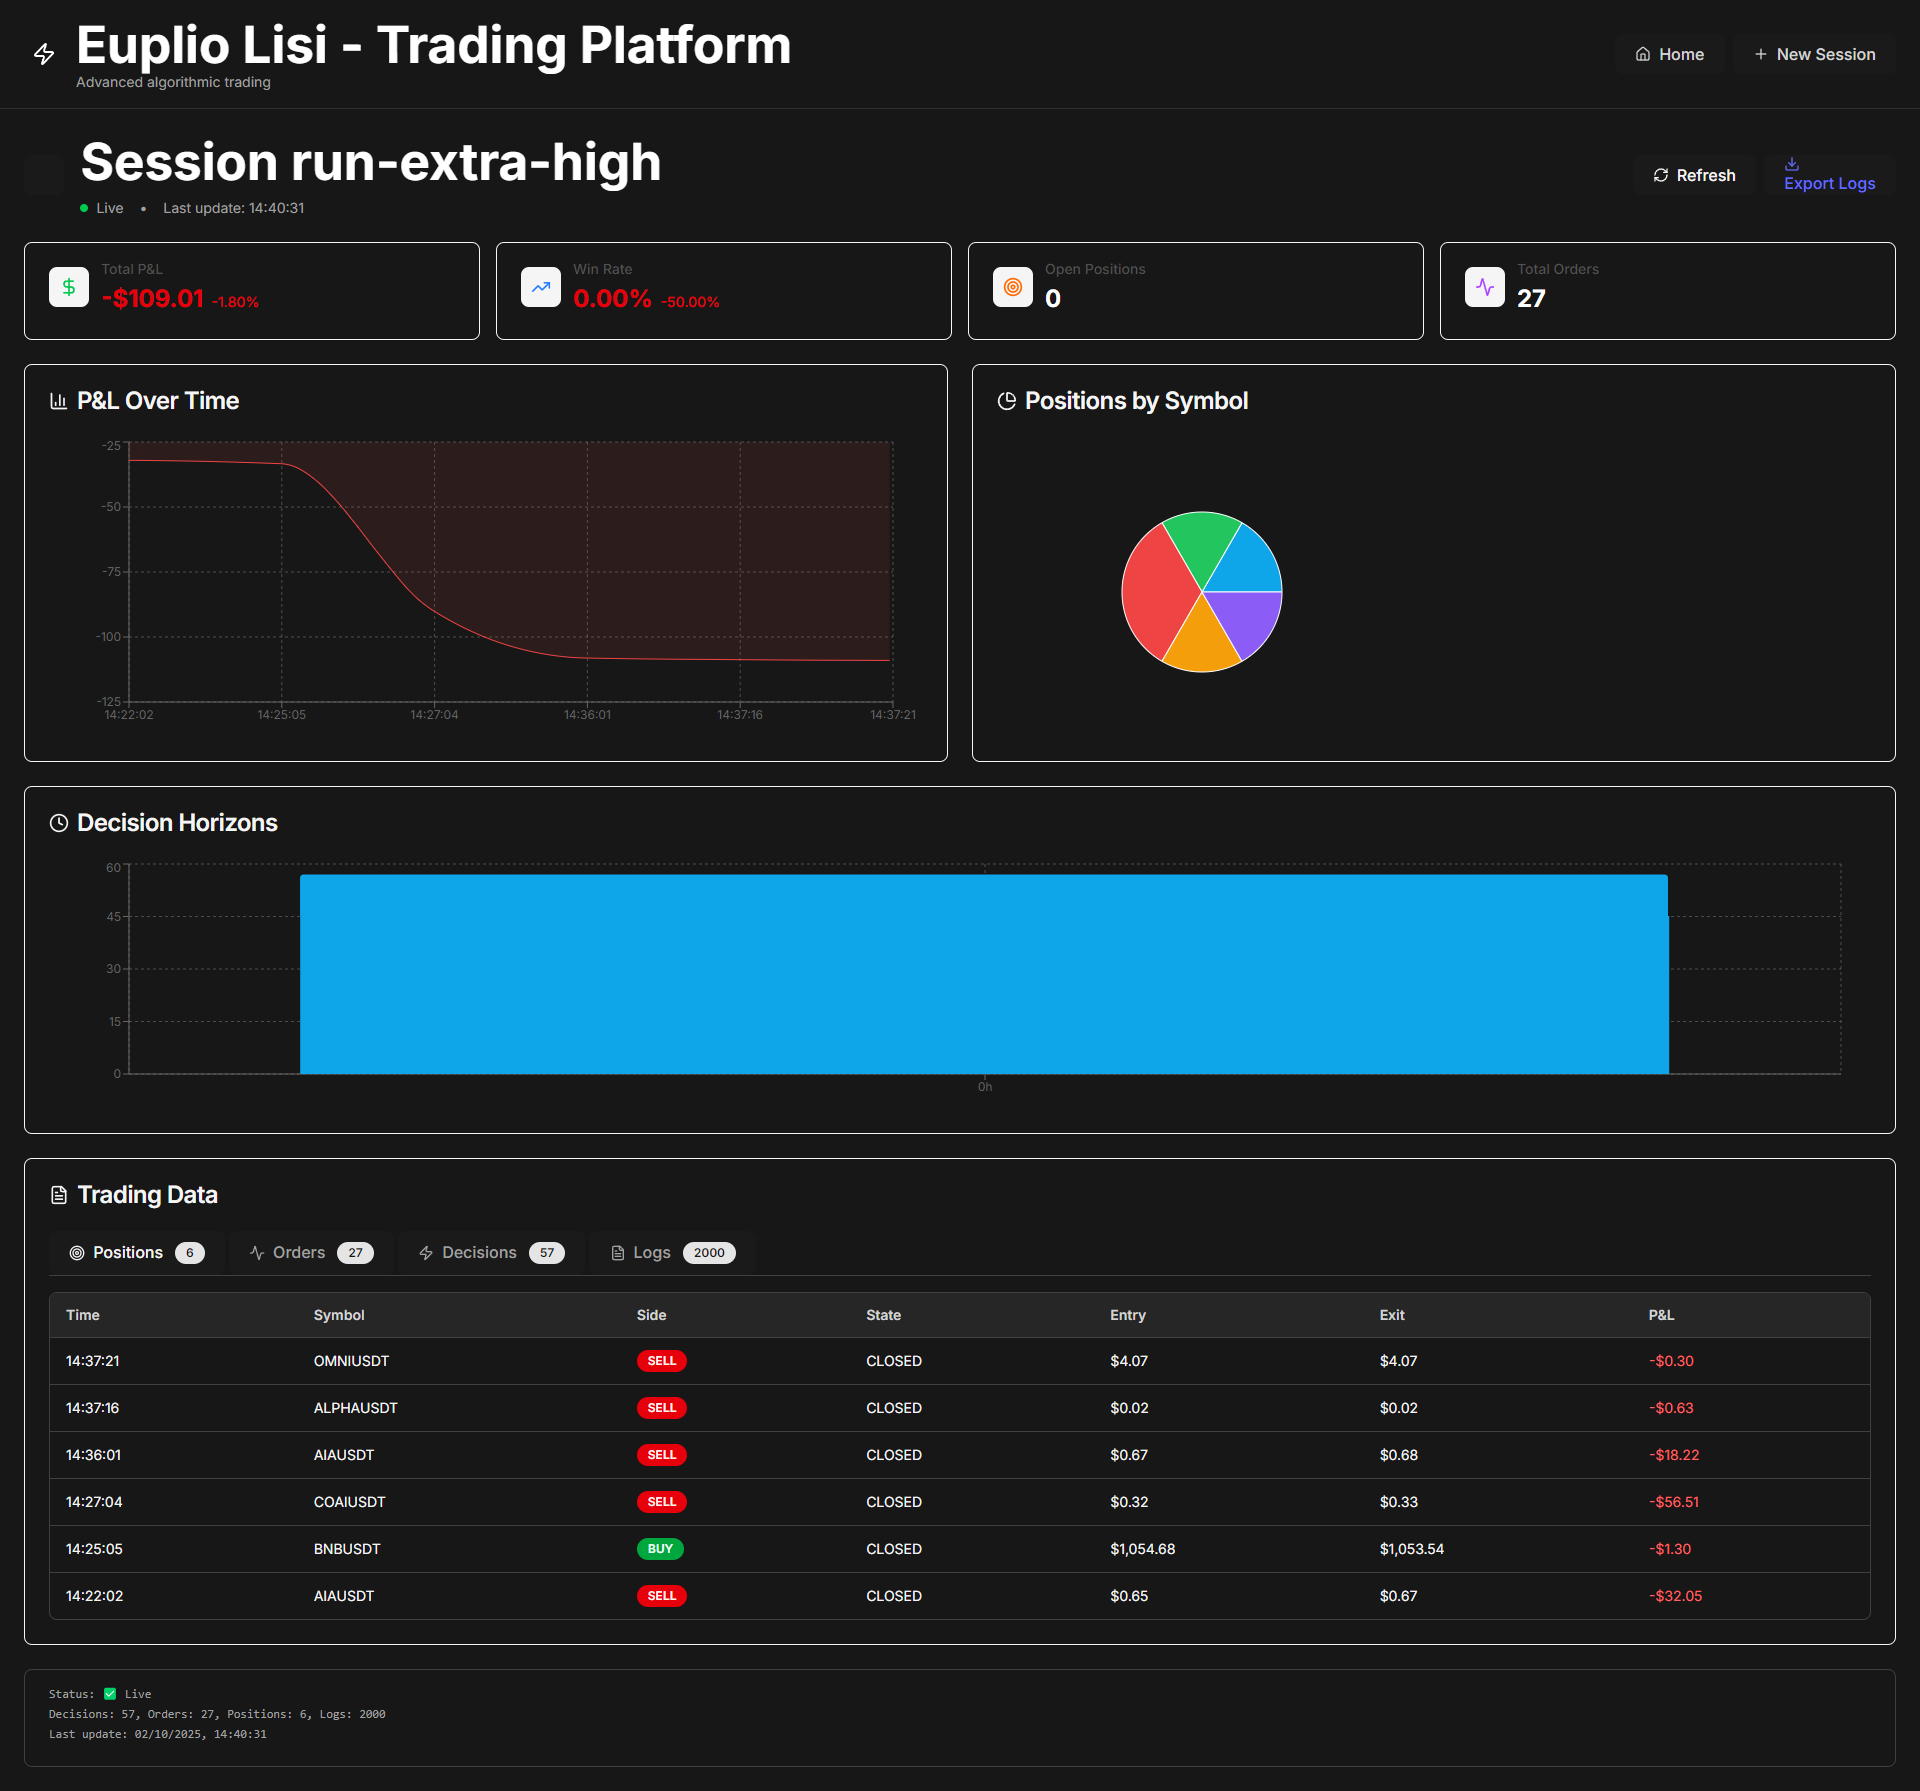 Euplio Lisi - Trading Platform
Advanced algorithmic trading
Home
New Session
Session run-extra-high
Live • Last update: 14:40:31
Refresh
Export Logs
Total P&L
-$109.01 -1.80%
Win Rate
0.00% -50.00%
Open Positions
0
Total Orders
27
P&L Over Time
-25
-50
-75
-100
-125
14:22:02 14:25:05 14:27:04 14:36:01 14:37:16 14:37:21
Positions by Symbol
Decision Horizons
60
45
30
15
0
0h
Trading Data
Positions 6 Orders 27 Decisions 57 Logs 2000
Time Symbol Side State Entry Exit P&L
14:37:21 OMNIUSDT SELL CLOSED $4.07 $4.07 -$0.30
14:37:16 ALPHAUSDT SELL CLOSED $0.02 $0.02 -$0.63
14:36:01 AIAUSDT SELL CLOSED $0.67 $0.68 -$18.22
14:27:04 COAIUSDT SELL CLOSED $0.32 $0.33 -$56.51
14:25:05 BNBUSDT BUY CLOSED $1,054.68 $1,053.54 -$1.30
14:22:02 AIAUSDT SELL CLOSED $0.65 $0.67 -$32.05
Status: ✅ Live
Decisions: 57, Orders: 27, Positions: 6, Logs: 2000
Last update: 02/10/2025, 14:40:31